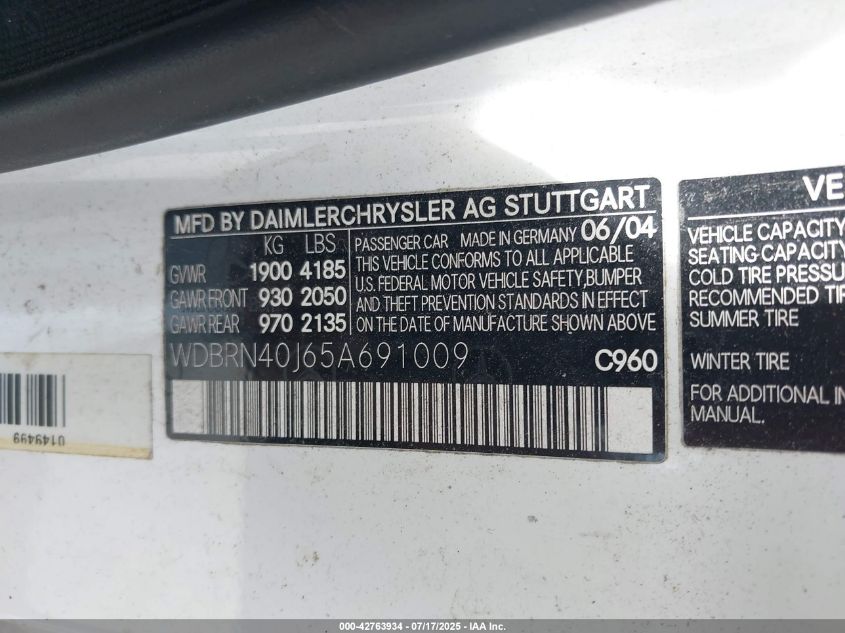 MFD BY DAIMLERCHRYSLER AG STUTTGART
KG LBS
GVWR 1900 4185
GAWR FRONT 930 2050
GAWR REAR 970 2135
PASSENGER CAR MADE IN GERMANY 06/04
THIS VEHICLE CONFORMS TO ALL APPLICABLE
U.S. FEDERAL MOTOR VEHICLE SAFETY, BUMPER
AND THEFT PREVENTION STANDARDS IN EFFECT
ON THE DATE OF MANUFACTURE SHOWN ABOVE
WDBRN40J65A691009
C960
VEHICLE CAPACITY
SEATING CAPACITY
COLD TIRE
RECOMMENDED
SUMMER TIRE
WINTER TIRE
FOR ADDITIONAL
MANUAL.
0149499
000-42763934 - 07/17/2025 - IAA Inc.